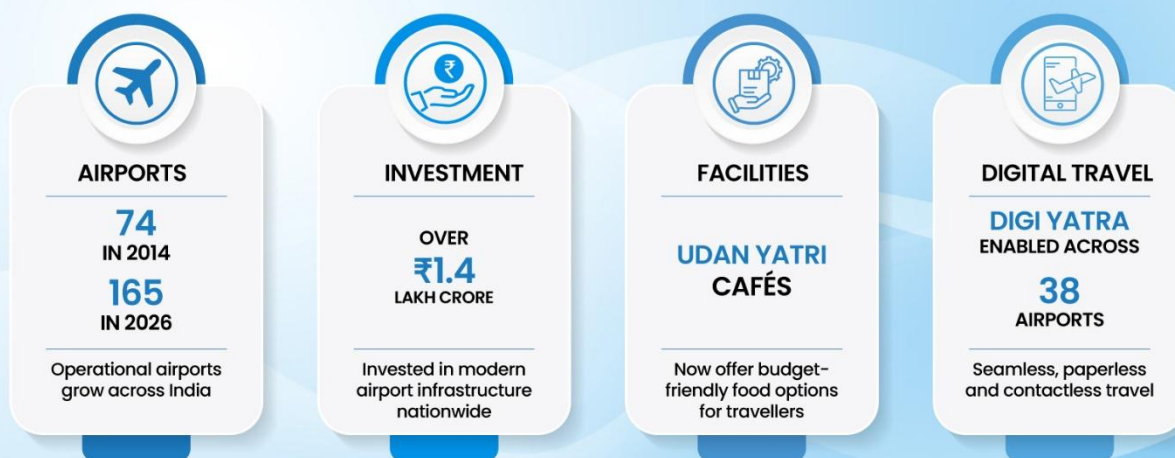 AIRPORTS
74
IN 2014
165
IN 2026
Operational airports
grow across India
₹
INVESTMENT
OVER
₹1.4
LAKH CRORE
Invested in modern
airport infrastructure
nationwide
FACILITIES
UDAN YATRI
CAFÉS
Now offer budget-
friendly food options
for travellers
DIGITAL TRAVEL
DIGI YATRA
ENABLED ACROSS
38
AIRPORTS
Seamless, paperless
and contactless travel